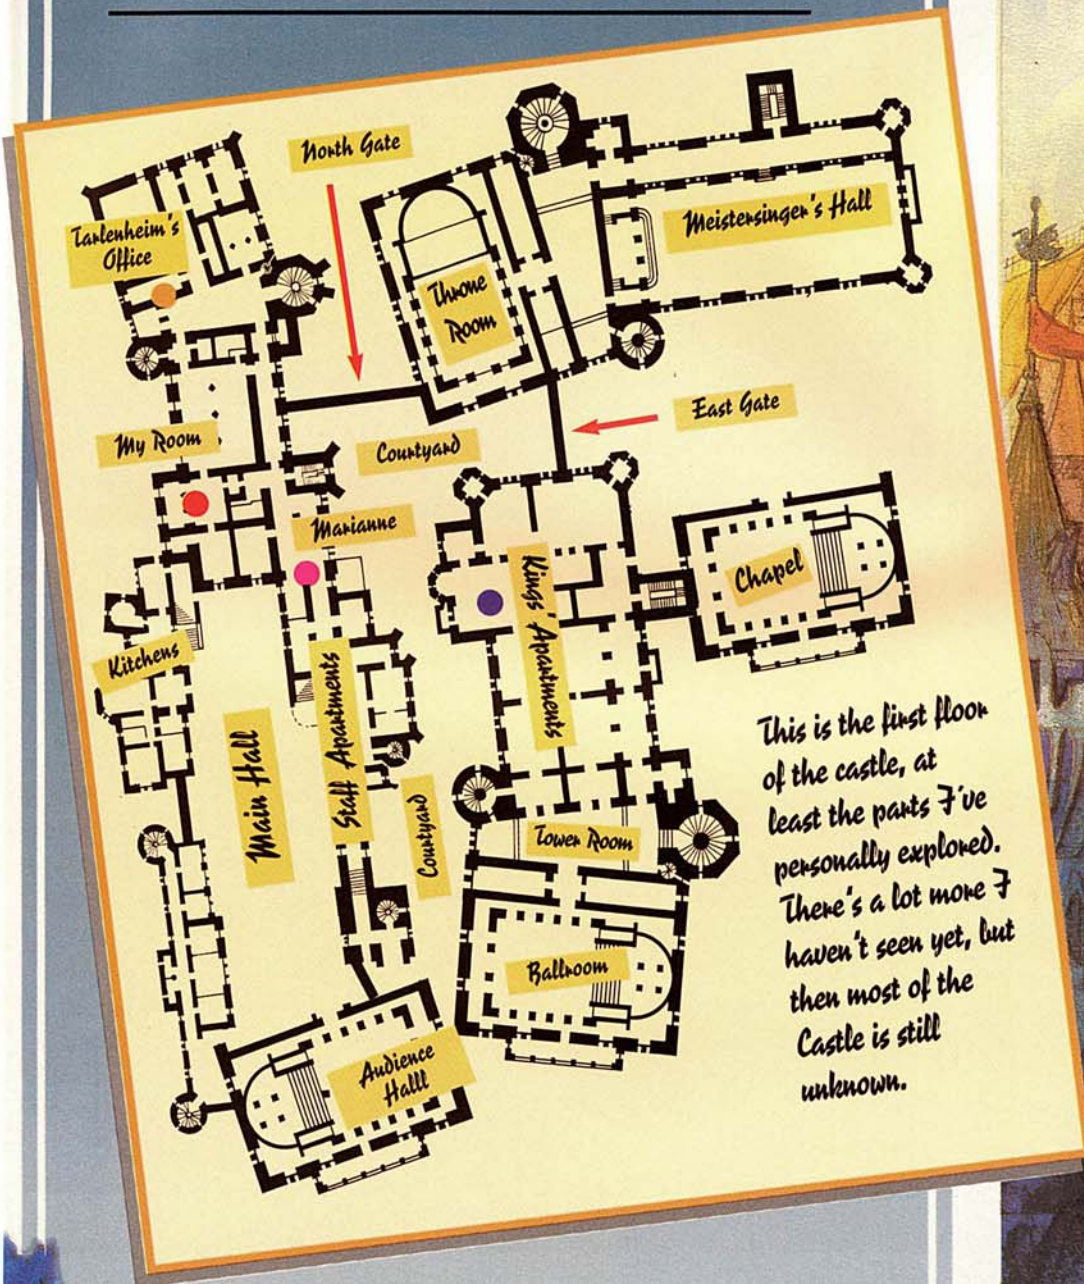 North Gate
Tarlenheim's
Office
Throne
Room
Meistersinger's Hall
East Gate
My Room
Courtyard
Marianne
Kings' Apartments
Chapel
Kitchens
Main Hall
Staff Apartments
Courtyard
Tower Room
Ballroom
Audience
Halll
This is the first floor
of the castle, at
least the parts I've
personally explored.
There's a lot more I
haven't seen yet, but
then most of the
Castle is still
unknown.